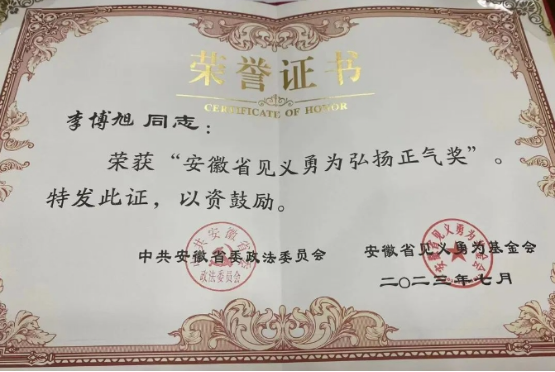 荣誉证书
CERTIFICATE OF HONOR
李博旭 同志：
荣获“安徽省见义勇为弘扬正气奖”。
特发此证，以资鼓励。
中共安徽省委政法委员会 安徽省见义勇为基金会
二〇二三年七月